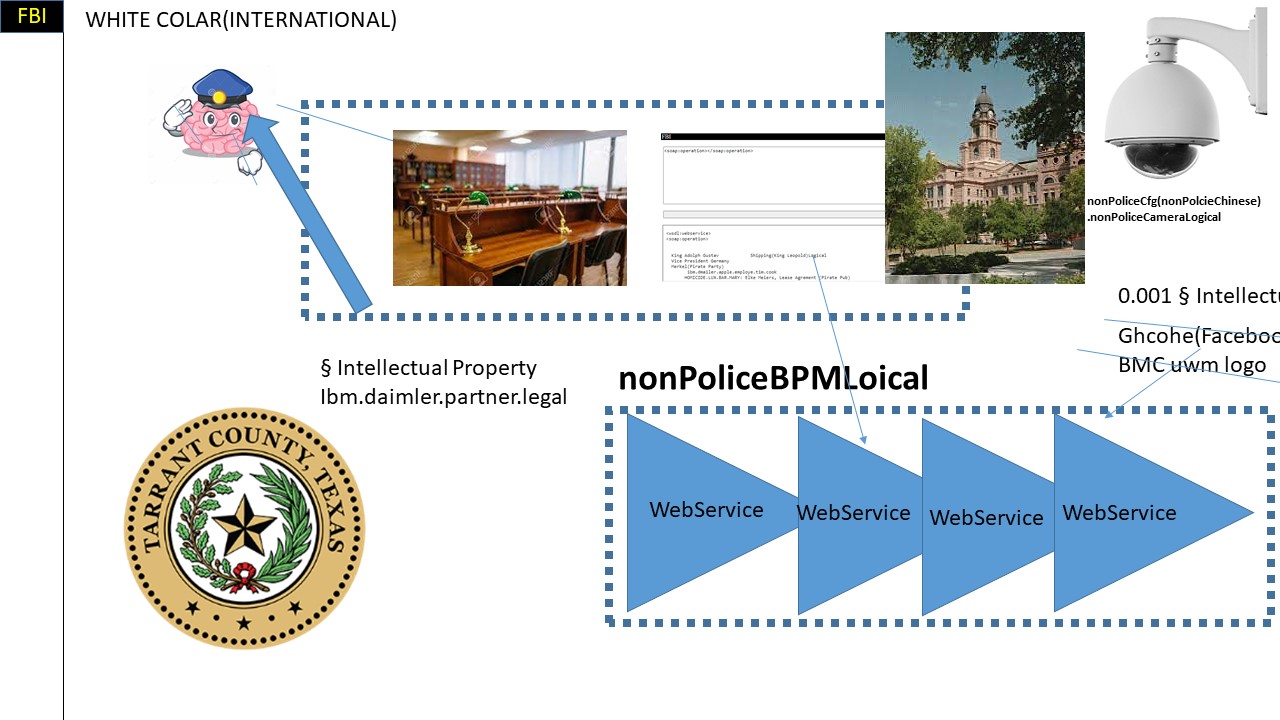 FBI
WHITE COLAR(INTERNATIONAL)
FBI
<soap:operation></soap:operation>
<wsdl:webservice>
<soap:operation>
King Adolph Gustav Shipping(King Leopold)Logical
Vice President Germany
Merkel(Pirate Party)
ibm.dmailer.apple.employe.tim.cook
HOMICIDE.LUX.BAR.MARY: Elke Meiers, Lease Agreement (Pirate Pub)
nonPoliceCfg(nonPolcieChinese)
.nonPoliceCameraLogical
0.001 § Intellectu
Ghcohe(Faceboo
BMC uwm logo
§ Intellectual Property
Ibm.daimler.partner.legal
nonPoliceBPMLoical
TARRANT COUNTY, TEXAS
WebService
WebService
WebService
WebService